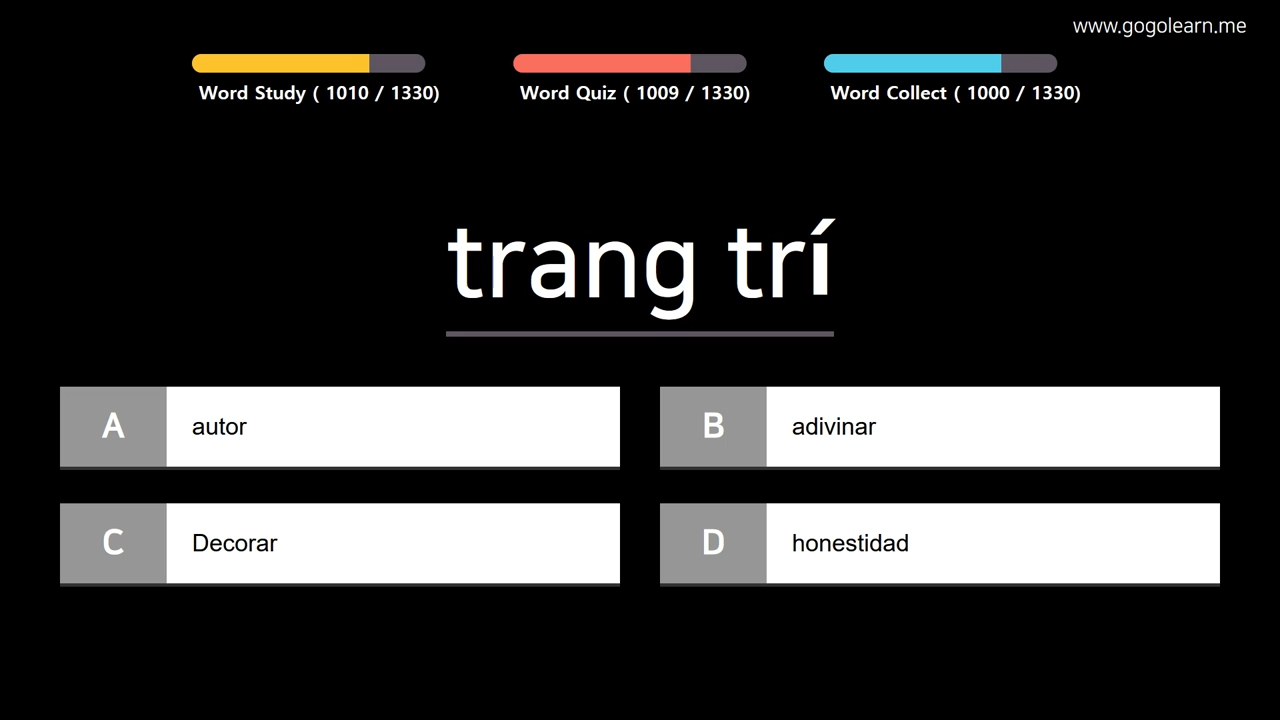 www.gogolearn.me
Word Study ( 1010 / 1330)
Word Quiz ( 1009 / 1330)
Word Collect ( 1000 / 1330)
trang trí
A autor
B adivinar
C Decorar
D honestidad